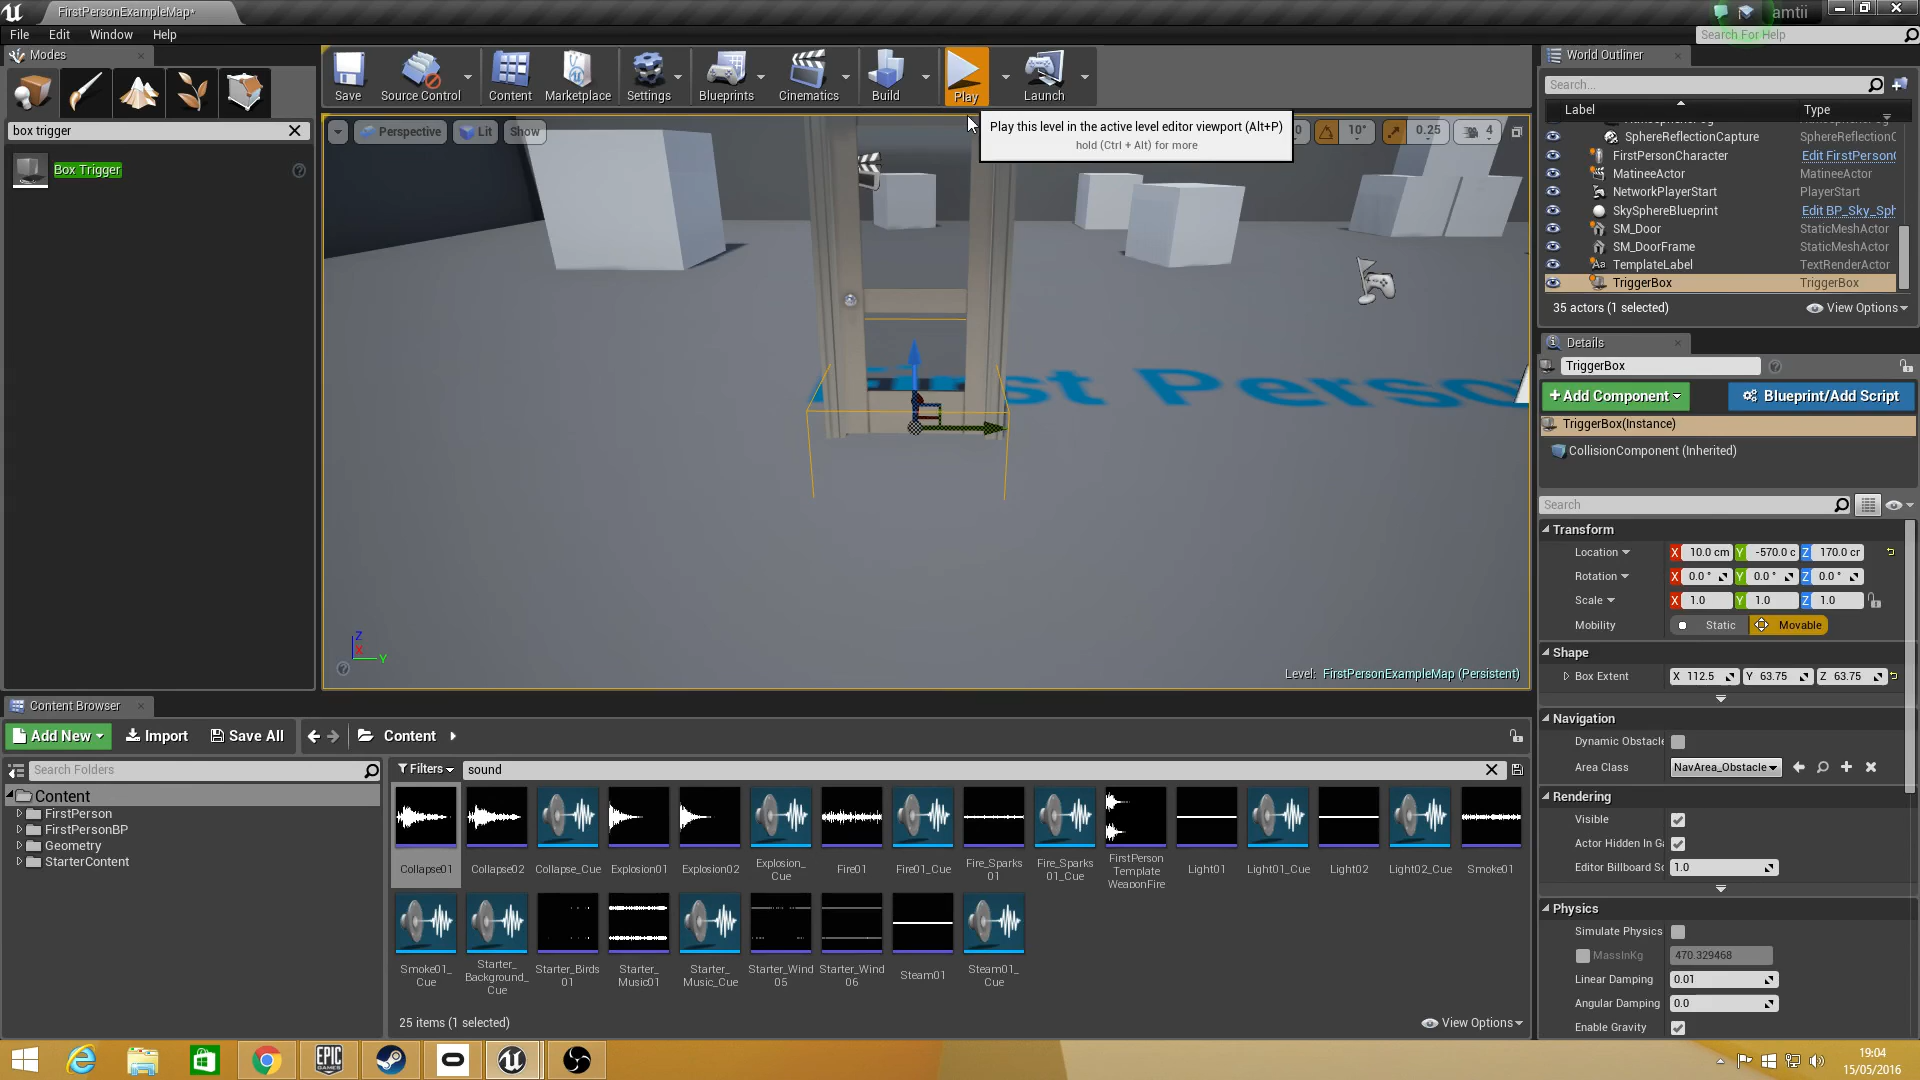 FirstPersonExampleMap*
amtii
File
Edit
Window
Help
Search For Help
Modes
box trigger
Box Trigger
Save
Source Control
Content
Marketplace
Settings
Blueprints
Cinematics
Build
Play
Launch
Perspective
Lit
Show
Play this level in the active level editor viewport (Alt+P)
hold (Ctrl + Alt) for more
0
10°
0.25
4
First Perso
Z
X
Y
Level: FirstPersonExampleMap (Persistent)
World Outliner
Search...
Label
Type
SphereReflectionCapture
FirstPersonCharacter
Edit FirstPerson(
MatineeActor
MatineeActor
NetworkPlayerStart
PlayerStart
SkySphereBlueprint
Edit BP_Sky_Sph
SM_Door
StaticMeshActor
SM_DoorFrame
StaticMeshActor
Aa
TemplateLabel
TextRenderActor
TriggerBox
TriggerBox
35 actors (1 selected)
View Options
Details
TriggerBox
+Add Component
Blueprint/Add Script
TriggerBox(Instance)
CollisionComponent (Inherited)
Search
Transform
Location
X 10.0 cm Y -570.0 c Z 170.0 cr
Rotation
X 0.0 ° Y 0.0 ° Z 0.0 °
Scale
X 1.0 Y 1.0 Z 1.0
Mobility
Static
Movable
Shape
Box Extent
X 112.5 Y 63.75 Z 63.75
Navigation
Dynamic Obstacle
Area Class
NavArea_Obstacle
Rendering
Visible
Actor Hidden In Ga
Editor Billboard Sc
1.0
Physics
Simulate Physics
MassInKg
470.329468
Linear Damping
0.01
Angular Damping
0.0
Enable Gravity
Content Browser
Add New
Import
Save All
Content
Search Folders
Content
FirstPerson
FirstPersonBP
Geometry
StarterContent
Filters
sound
Collapse01
Collapse02
Collapse_Cue
Explosion01
Explosion02
Explosion_
Cue
Fire01
Fire01_Cue
Fire_Sparks
01
Fire_Sparks
01_Cue
FirstPerson
Template
WeaponFire
Light01
Light01_Cue
Light02
Light02_Cue
Smoke01
Smoke01_
Cue
Starter_
Background_
Cue
Starter_Birds
01
Starter_
Music01
Starter_
Music_Cue
Starter_Wind
05
Starter_Wind
06
Steam01
Steam01_
Cue
25 items (1 selected)
View Options
EPIC
GAMES
19:04
15/05/2016